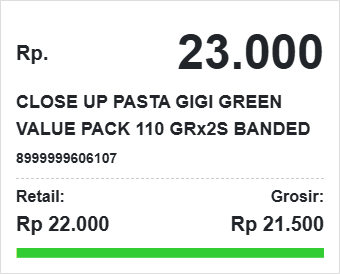 Rp. 23.000
CLOSE UP PASTA GIGI GREEN
VALUE PACK 110 GRx2S BANDED
8999999606107
Retail: Grosir:
Rp 22.000 Rp 21.500